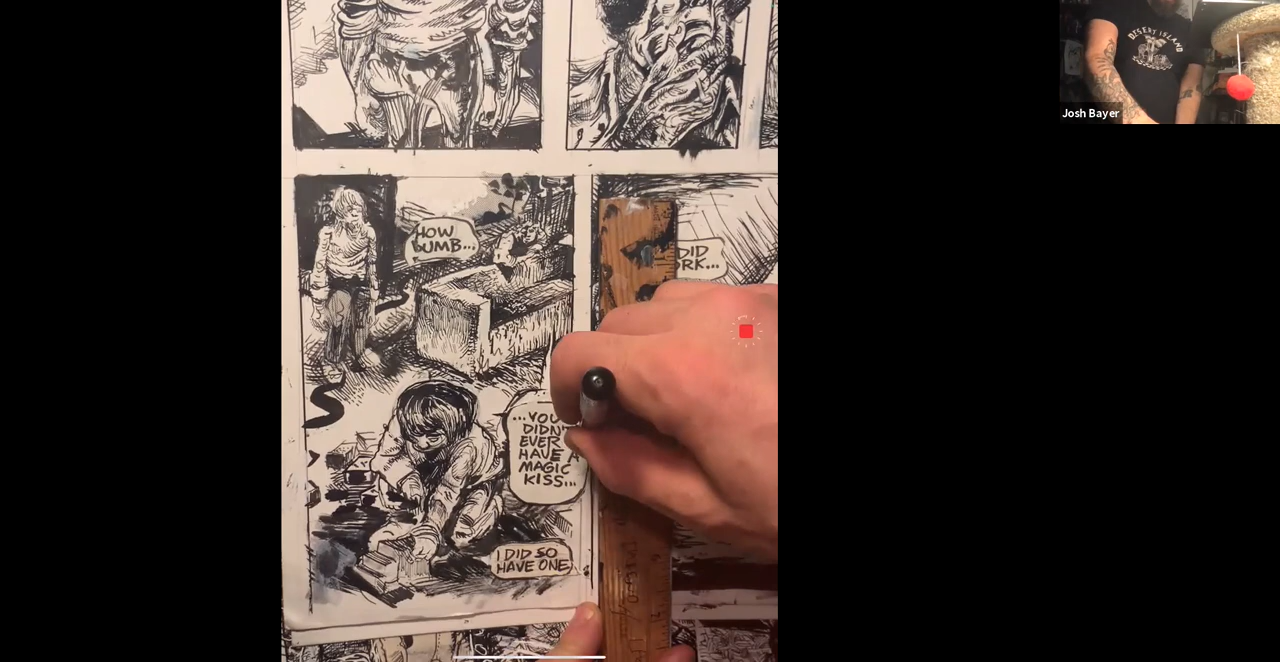 DESERT ISLAND
Josh Bayer
HOW
DUMB...
DID
RK...
...YOU
DIDN'T
EVER
HAVE A
MAGIC
KISS...
I DID SO
HAVE ONE